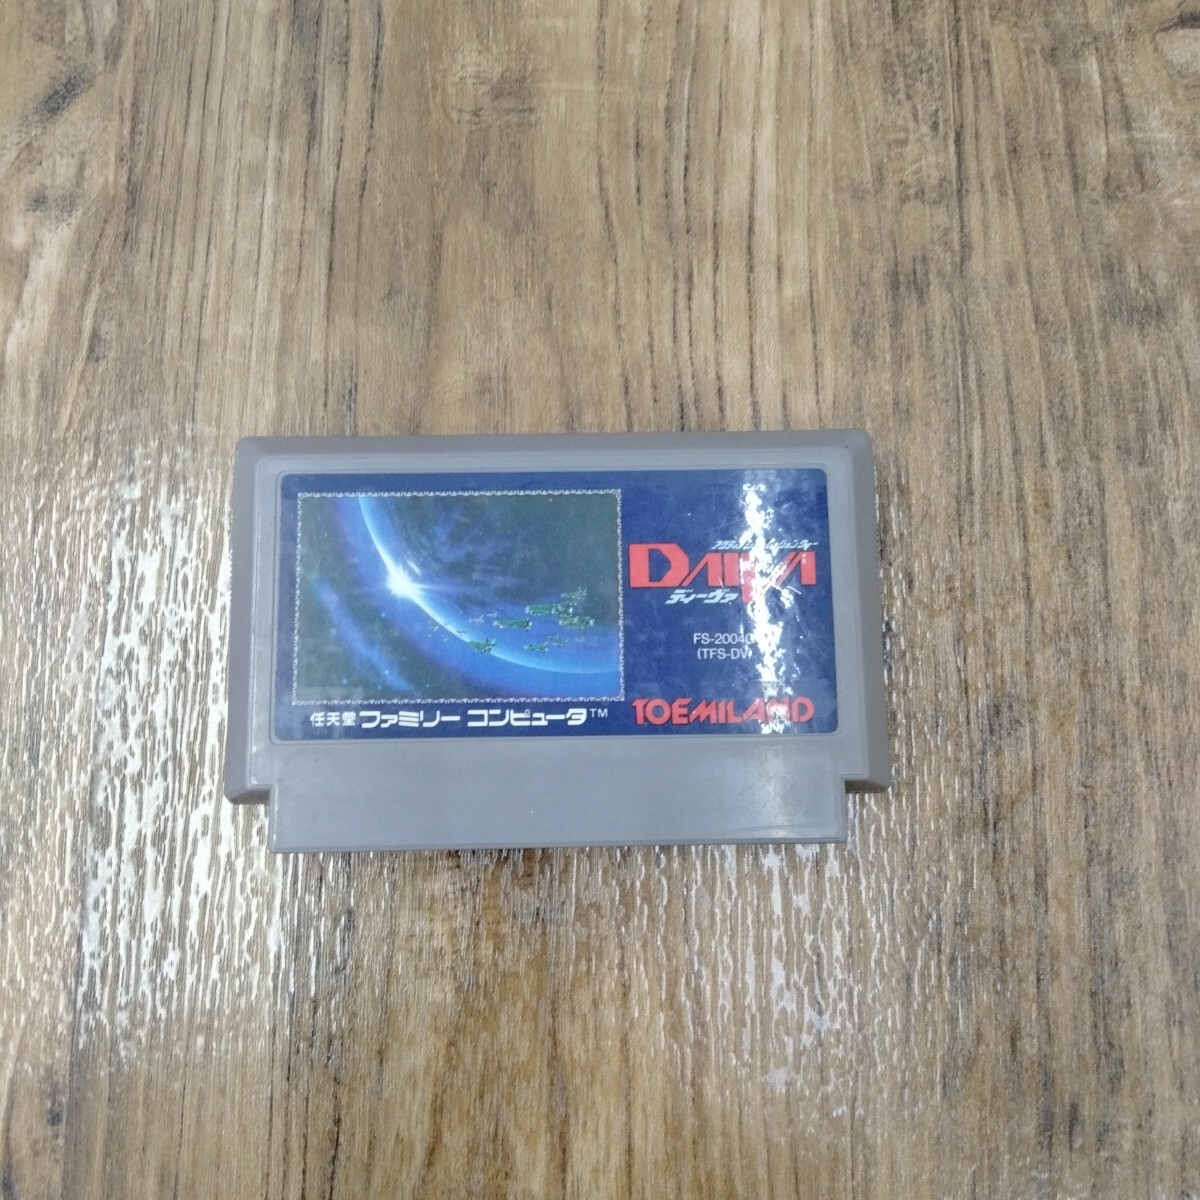 DAIVA
ディーヴァ
FS-2004
(TFS-DV)
TOEMILAND
任天堂 ファミリー コンピュータ™